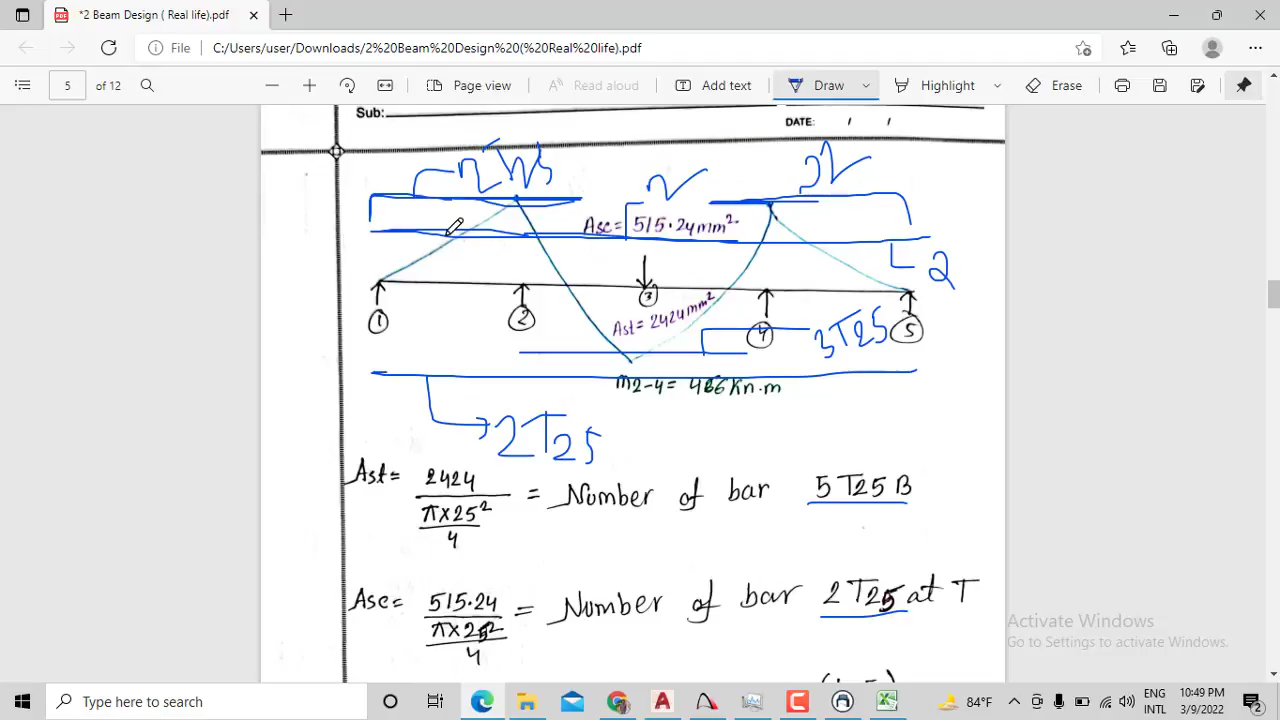 *2 Beam Design ( Real life).pdf
File C:/Users/user/Downloads/2%20Beam%20Design%20(%20Real%20life).pdf
5 of 12 Page view Read aloud Add text Draw Highlight Erase
Sub:
DATE: / /
Asc= 515.24mm²
2
3
Ast= 2424mm²
1 2 4 3T25 5
M2-4= 426 Kn.m
2T25
Ast= 2424 / π×25²/4 = Number of bar 5T25B
Asc= 515.24 / π×25²/4 = Number of bar 2T25 at T
Activate Windows
Go to Settings to activate Windows.
Type here to search
84°F
ENG
INTL
10:39 PM
3/9/2022